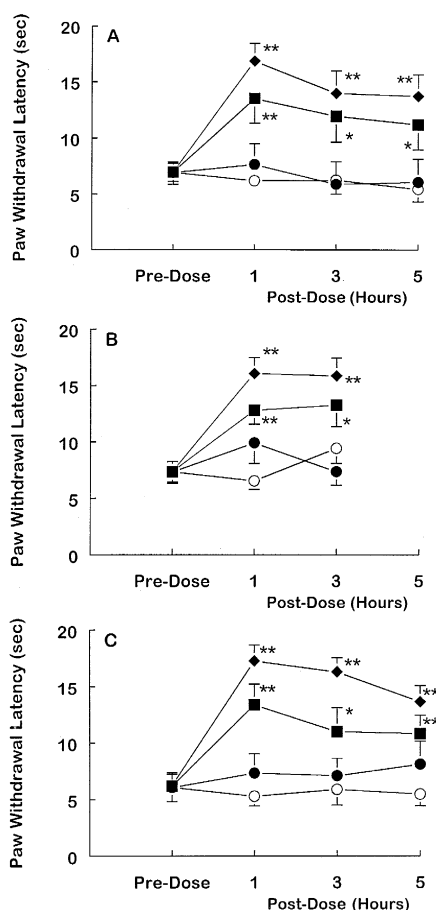 A
Paw Withdrawal Latency (sec)
20
15
10
5
0
**
**
**
**
*
*
Pre-Dose 1 3 5
Post-Dose (Hours)
B
Paw Withdrawal Latency (sec)
20
15
10
5
0
**
**
**
*
Pre-Dose 1 3 5
Post-Dose (Hours)
C
Paw Withdrawal Latency (sec)
20
15
10
5
0
**
**
**
**
*
**
Pre-Dose 1 3 5
Post-Dose (Hours)